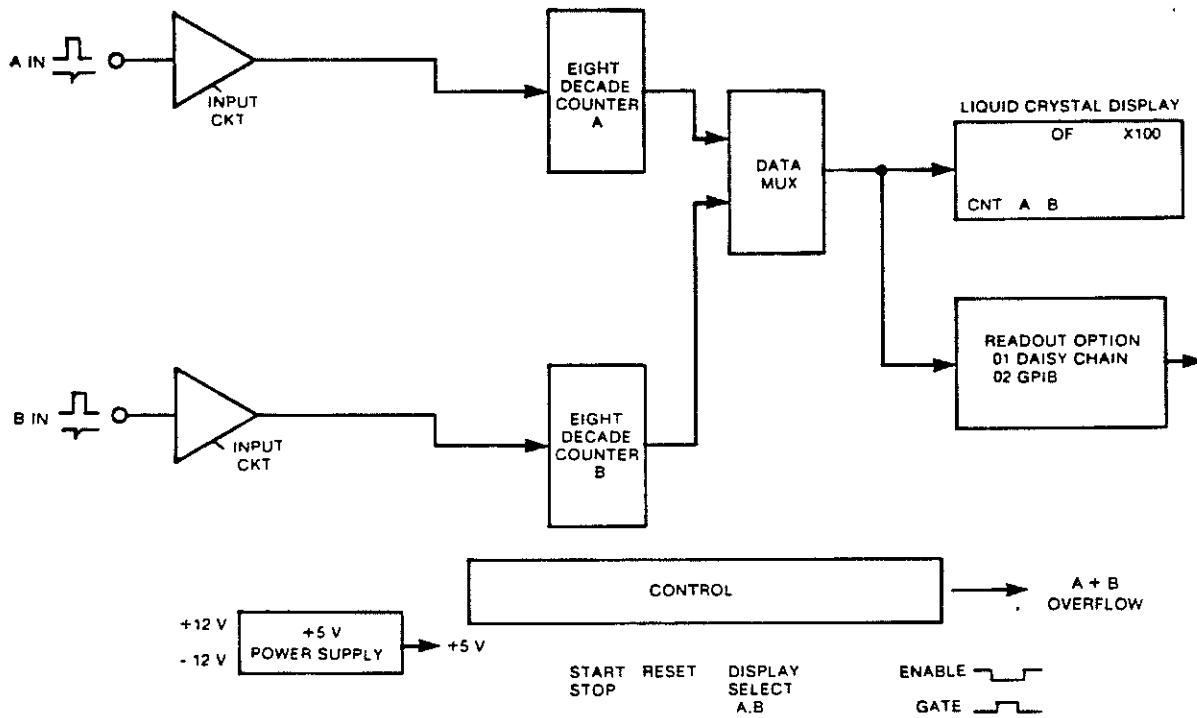 A IN
INPUT
CKT
EIGHT
DECADE
COUNTER
A
DATA
MUX
LIQUID CRYSTAL DISPLAY
OF X100
CNT A B
READOUT OPTION
01 DAISY CHAIN
02 GPIB
B IN
INPUT
CKT
EIGHT
DECADE
COUNTER
B
CONTROL
A + B
OVERFLOW
+12 V
- 12 V
+5 V
POWER SUPPLY
+5 V
START
STOP
RESET
DISPLAY
SELECT
A.B
ENABLE
GATE